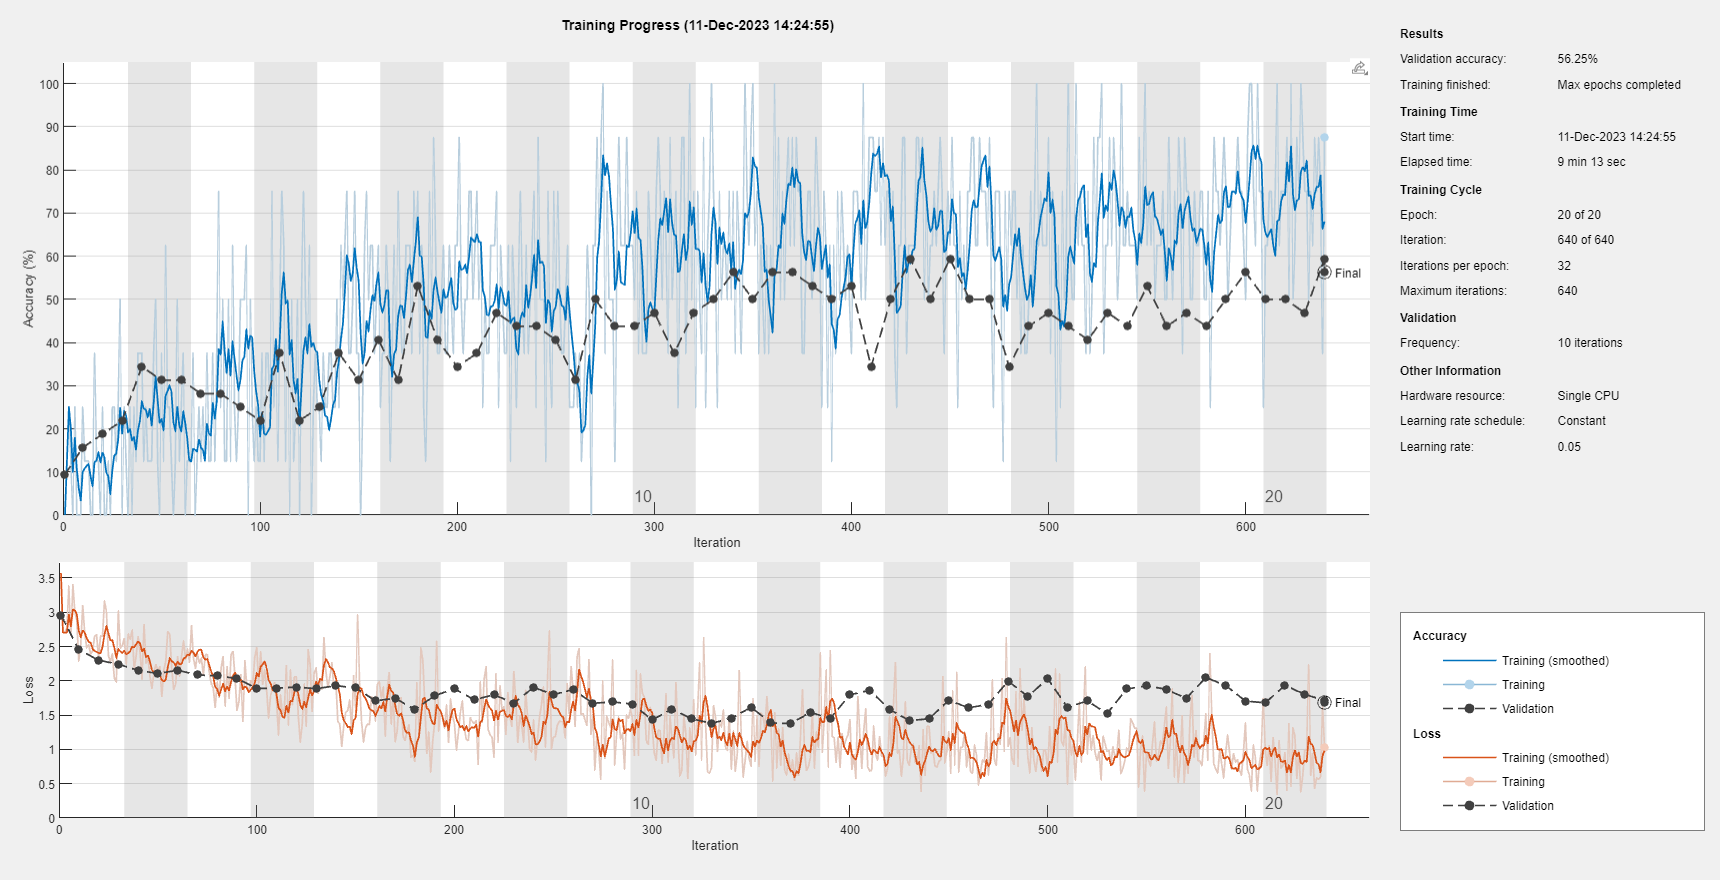 Training Progress (11-Dec-2023 14:24:55)
100
90
80
70
60
50
40
30
20
10
0
Accuracy (%)
10
20
Final
0 100 200 300 400 500 600
Iteration
3.5
3
2.5
2
1.5
1
0.5
0
Loss
10
20
Final
0 100 200 300 400 500 600
Iteration
Results
Validation accuracy: 56.25%
Training finished: Max epochs completed
Training Time
Start time: 11-Dec-2023 14:24:55
Elapsed time: 9 min 13 sec
Training Cycle
Epoch: 20 of 20
Iteration: 640 of 640
Iterations per epoch: 32
Maximum iterations: 640
Validation
Frequency: 10 iterations
Other Information
Hardware resource: Single CPU
Learning rate schedule: Constant
Learning rate: 0.05
Accuracy
Training (smoothed)
Training
Validation
Loss
Training (smoothed)
Training
Validation